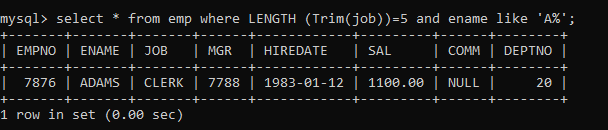 mysql> select * from emp where LENGTH (Trim(job))=5 and ename like 'A%';
+-------+-------+-------+------+------------+---------+------+--------+
| EMPNO | ENAME | JOB   | MGR  | HIREDATE   | SAL     | COMM | DEPTNO |
+-------+-------+-------+------+------------+---------+------+--------+
|  7876 | ADAMS | CLERK | 7788 | 1983-01-12 | 1100.00 | NULL |     20 |
+-------+-------+-------+------+------------+---------+------+--------+
1 row in set (0.00 sec)